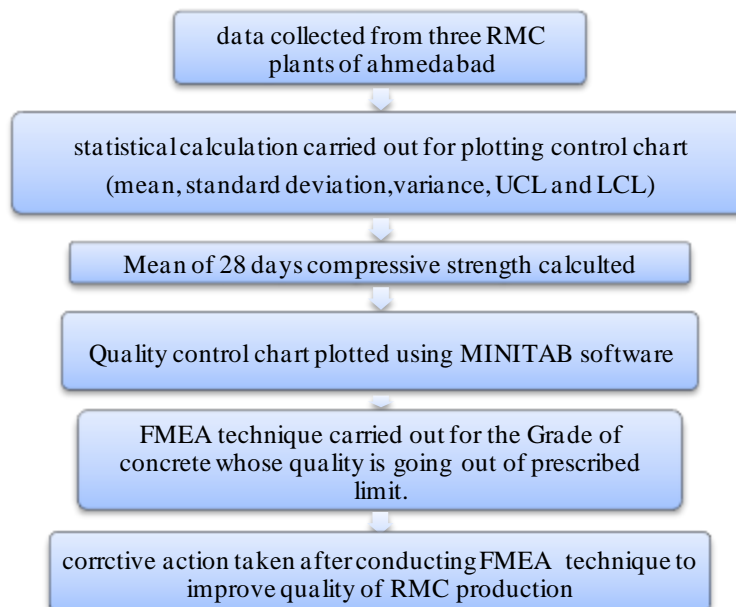 data collected from three RMC
plants of ahmedabad
statistical calculation carried out for plotting control chart
(mean, standard deviation,variance, UCL and LCL)
Mean of 28 days compressive strength calculted
Quality control chart plotted using MINITAB software
FMEA technique carried out for the Grade of
concrete whose quality is going out of prescribed
limit.
corrctive action taken after conducting FMEA technique to
improve quality of RMC production